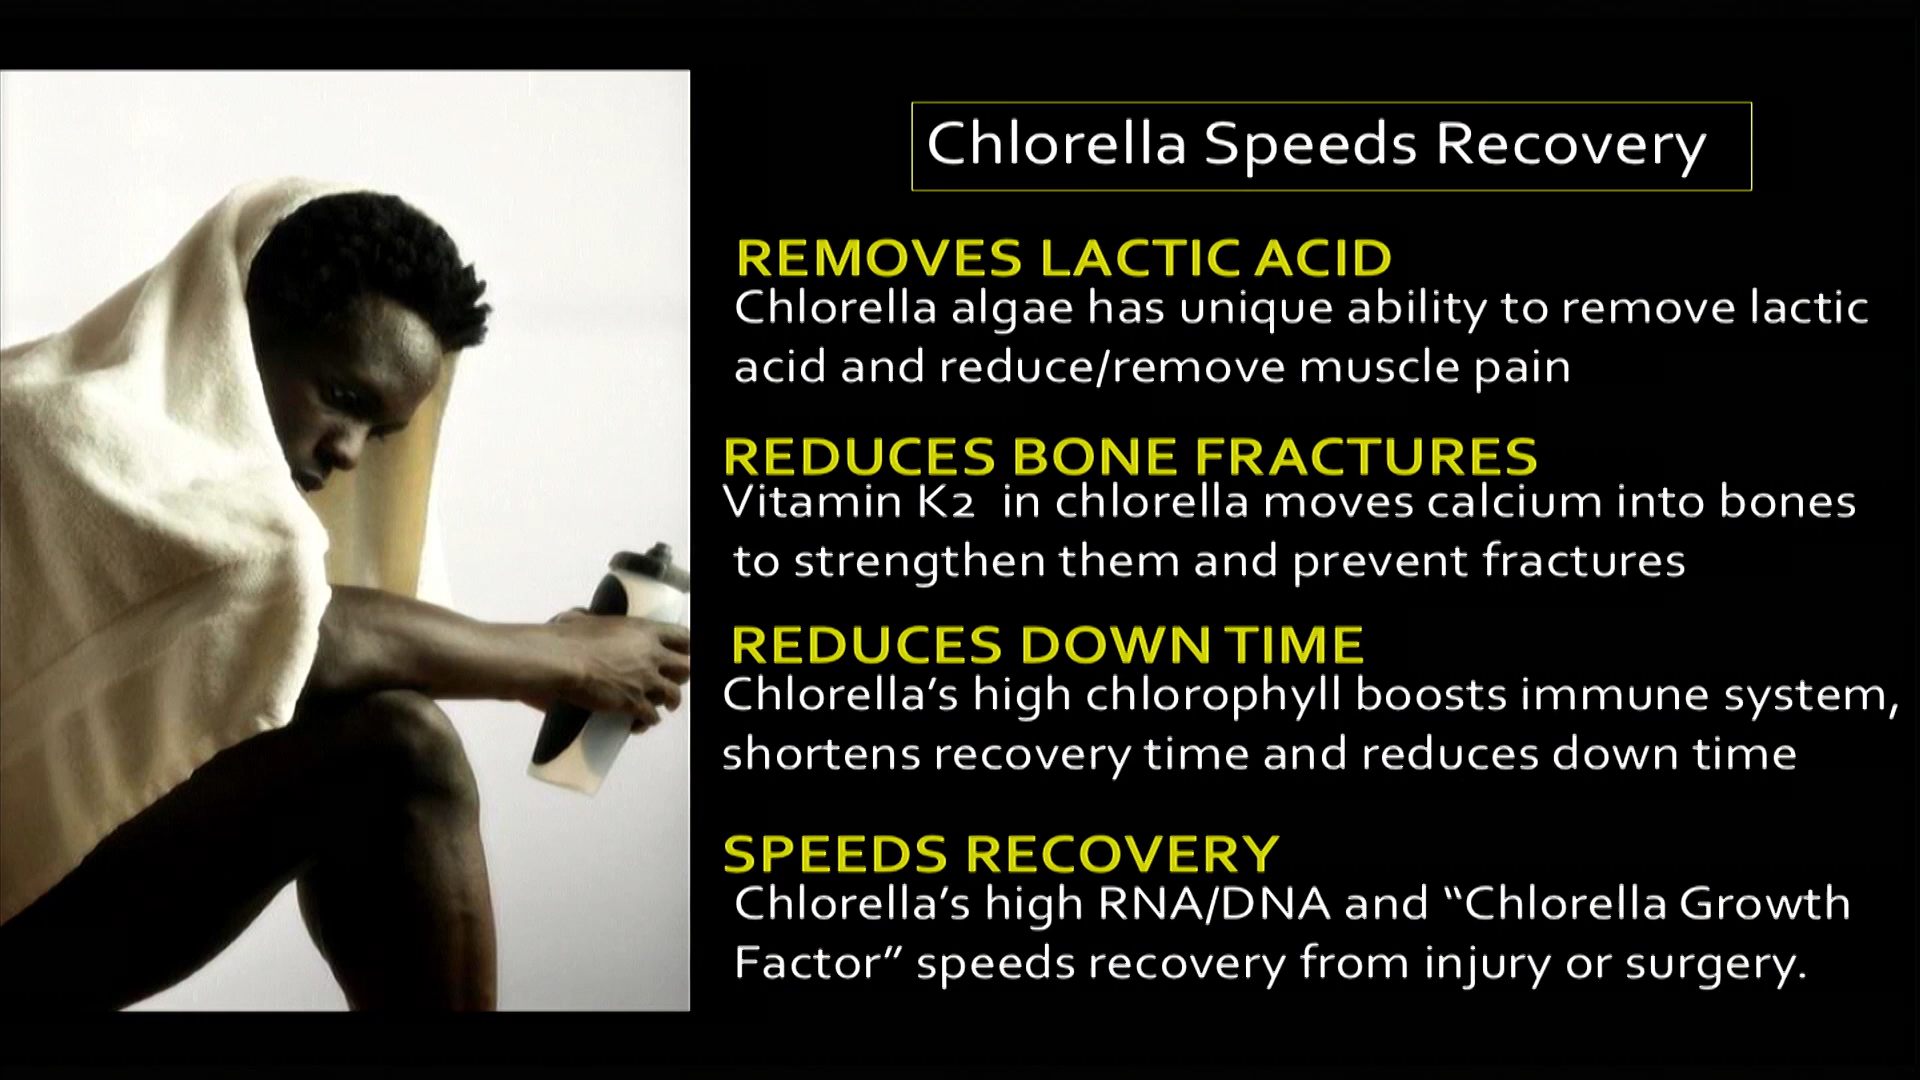 Chlorella Speeds Recovery
REMOVES LACTIC ACID
Chlorella algae has unique ability to remove lactic
acid and reduce/remove muscle pain
REDUCES BONE FRACTURES
Vitamin K2 in chlorella moves calcium into bones
to strengthen them and prevent fractures
REDUCES DOWN TIME
Chlorella’s high chlorophyll boosts immune system,
shortens recovery time and reduces down time
SPEEDS RECOVERY
Chlorella’s high RNA/DNA and “Chlorella Growth
Factor” speeds recovery from injury or surgery.